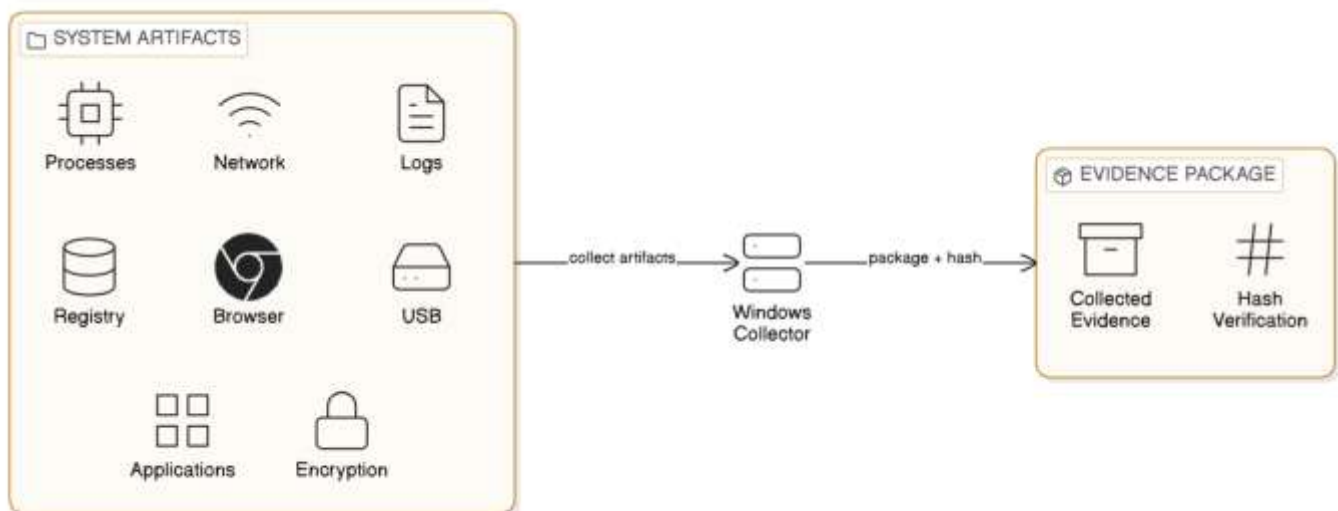 SYSTEM ARTIFACTS
Processes
Network
Logs
Registry
Browser
USB
Applications
Encryption
collect artifacts
Windows
Collector
package + hash
EVIDENCE PACKAGE
Collected
Evidence
Hash
Verification